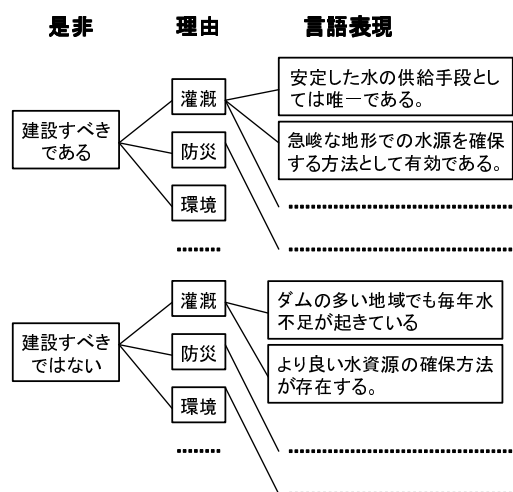 是非 理由 言語表現
建設すべき
である
灌漑
防災
環境
........
安定した水の供給手段とし
ては唯一である。
急峻な地形での水源を確保
する方法として有効である。
........................................
........................................
建設すべき
ではない
灌漑
防災
環境
........
ダムの多い地域でも毎年水
不足が起きている
より良い水資源の確保方法
が存在する。
........................................
........................................